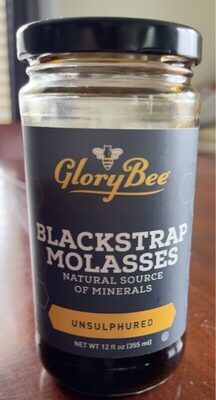 GloryBee®
BLACKSTRAP
MOLASSES
NATURAL SOURCE
OF MINERALS
UNSULPHURED
NET WT 12 fl oz (355 ml)